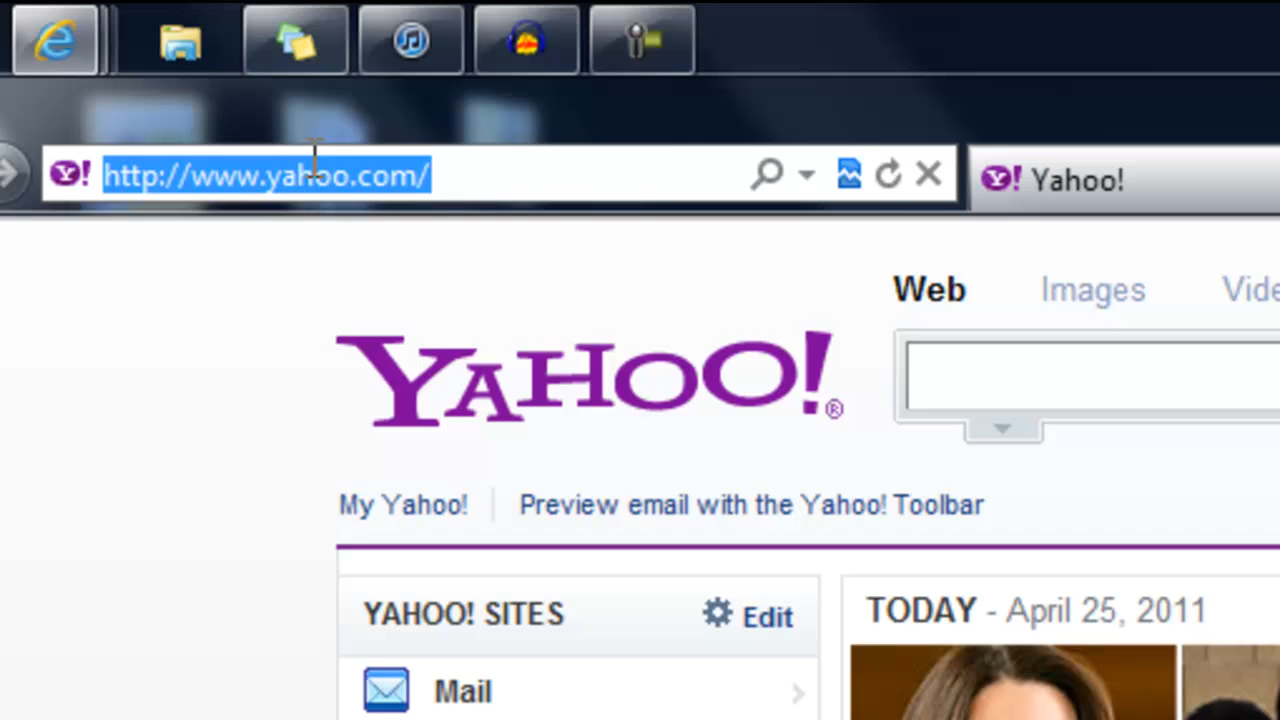 http://www.yahoo.com/
Y! Yahoo!
Web Images
YAHOO!®
My Yahoo! Preview email with the Yahoo! Toolbar
YAHOO! SITES Edit
TODAY - April 25, 2011
Mail